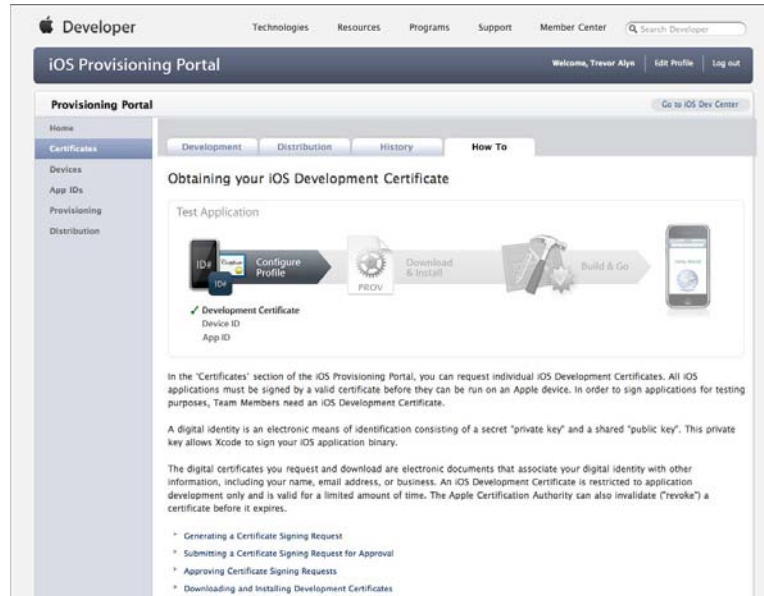 Developer
Technologies Resources Programs Support Member Center Search Developer
iOS Provisioning Portal
Welcome, Trevor Alyn Edit Profile Log out
Provisioning Portal
Go to iOS Dev Center
Home
Certificates
Devices
App IDs
Provisioning
Distribution
Development Distribution History How To
Obtaining your iOS Development Certificate
Test Application
ID#
ID#
Configure
Profile
PROV
Download
& Install
Build & Go
✓ Development Certificate
Device ID
App ID
In the 'Certificates' section of the iOS Provisioning Portal, you can request individual iOS Development Certificates. All iOS
applications must be signed by a valid certificate before they can be run on an Apple device. In order to sign applications for testing
purposes, Team Members need an iOS Development Certificate.
A digital identity is an electronic means of identification consisting of a secret "private key" and a shared "public key". This private
key allows Xcode to sign your iOS application binary.
The digital certificates you request and download are electronic documents that associate your digital identity with other
information, including your name, email address, or business. An iOS Development Certificate is restricted to application
development only and is valid for a limited amount of time. The Apple Certification Authority can also invalidate ("revoke") a
certificate before it expires.
Generating a Certificate Signing Request
Submitting a Certificate Signing Request for Approval
Approving Certificate Signing Requests
Downloading and Installing Development Certificates